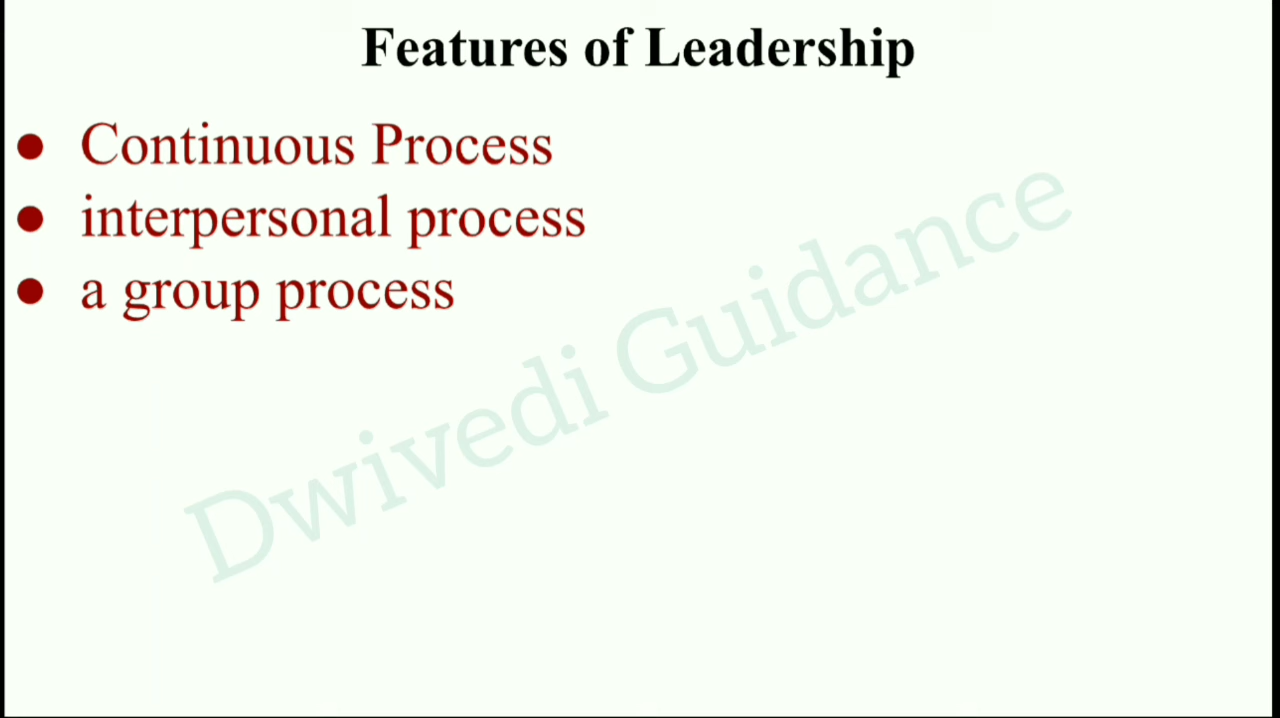 Features of Leadership
● Continuous Process
● interpersonal process
● a group process
Dwivedi Guidance